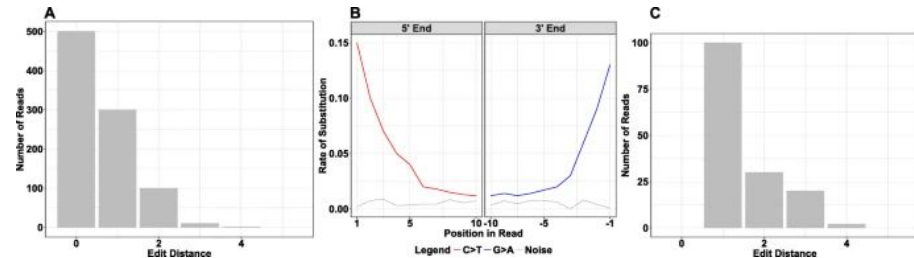 A
Number of Reads
500
400
300
200
100
0
0
2
4
Edit Distance
B
5' End
3' End
Rate of Substitution
0.15
0.10
0.05
0.00
1
5
10
-10
-5
-1
Position in Read
Legend C>T G>A Noise
C
Number of Reads
100
75
50
25
0
0
2
4
Edit Distance